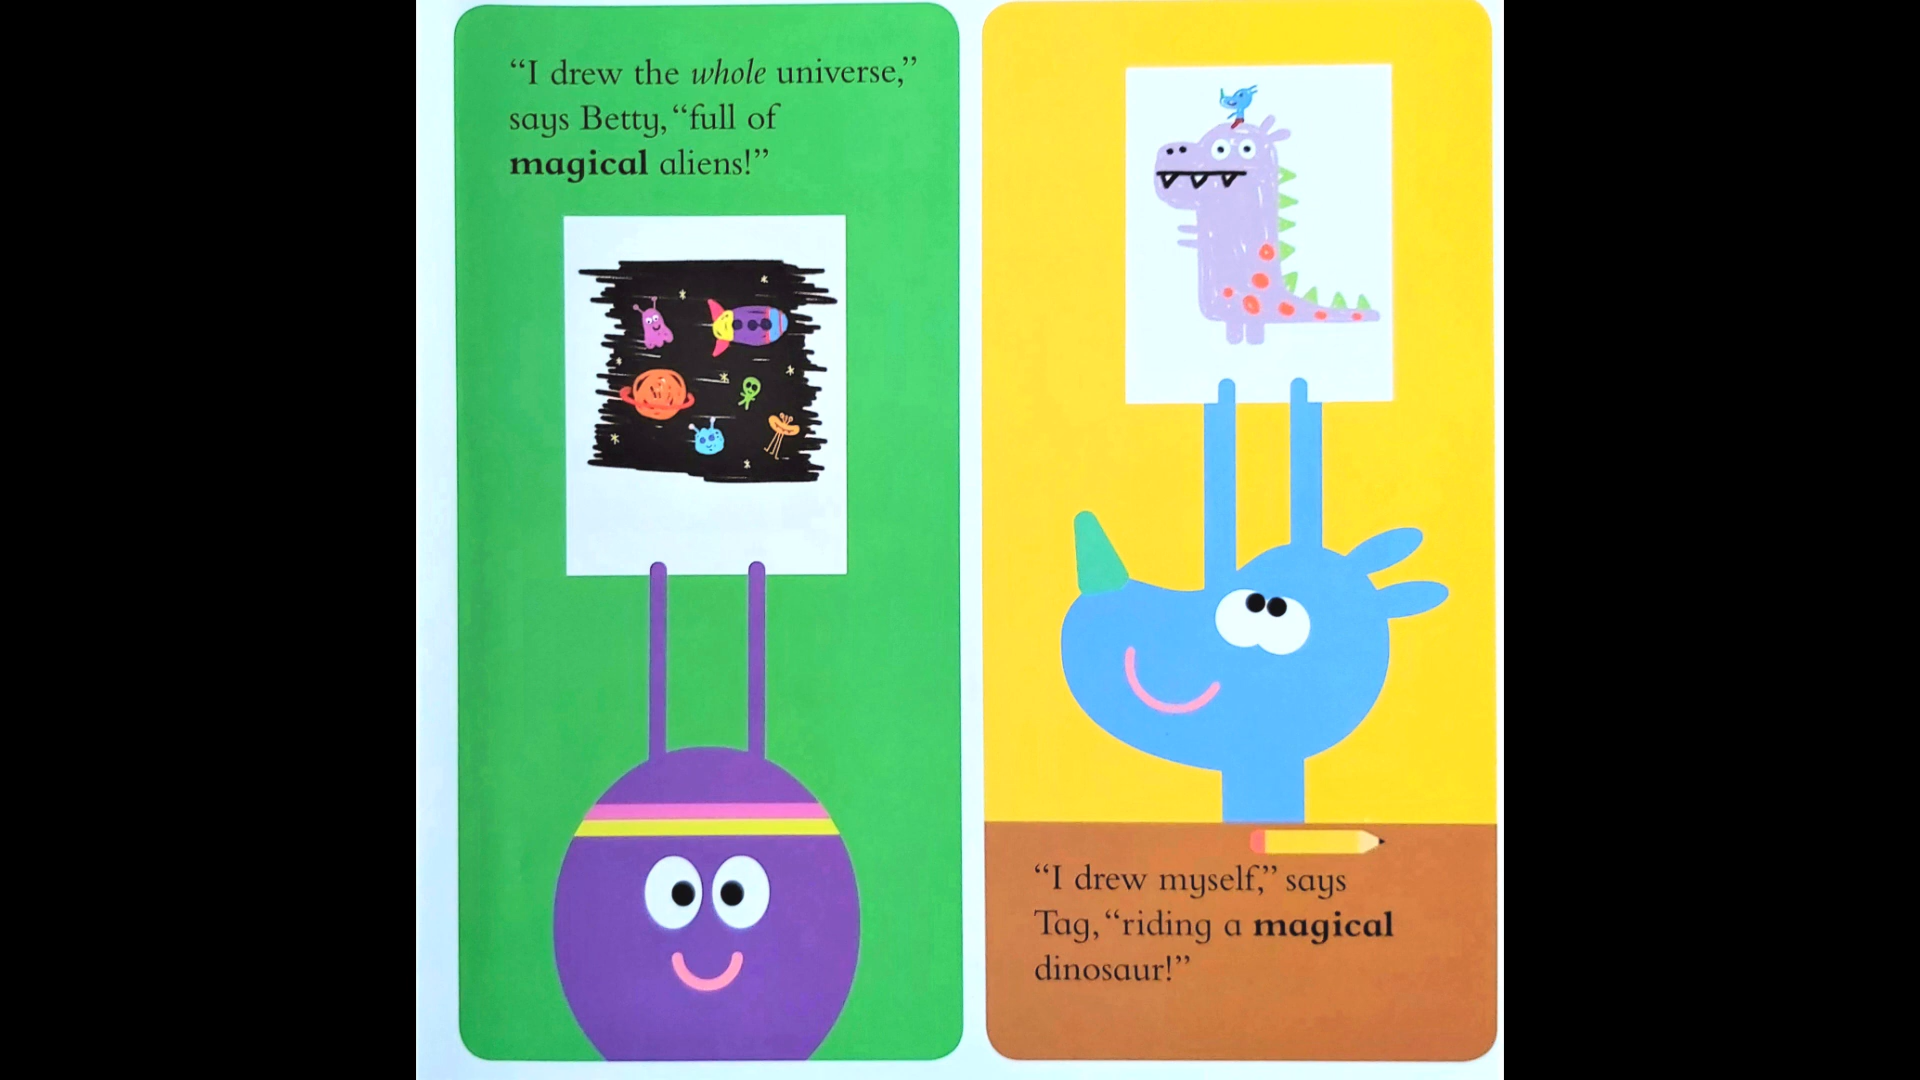 “I drew the whole universe,”
says Betty, “full of
magical aliens!”
“I drew myself,” says
Tag, “riding a magical
dinosaur!”